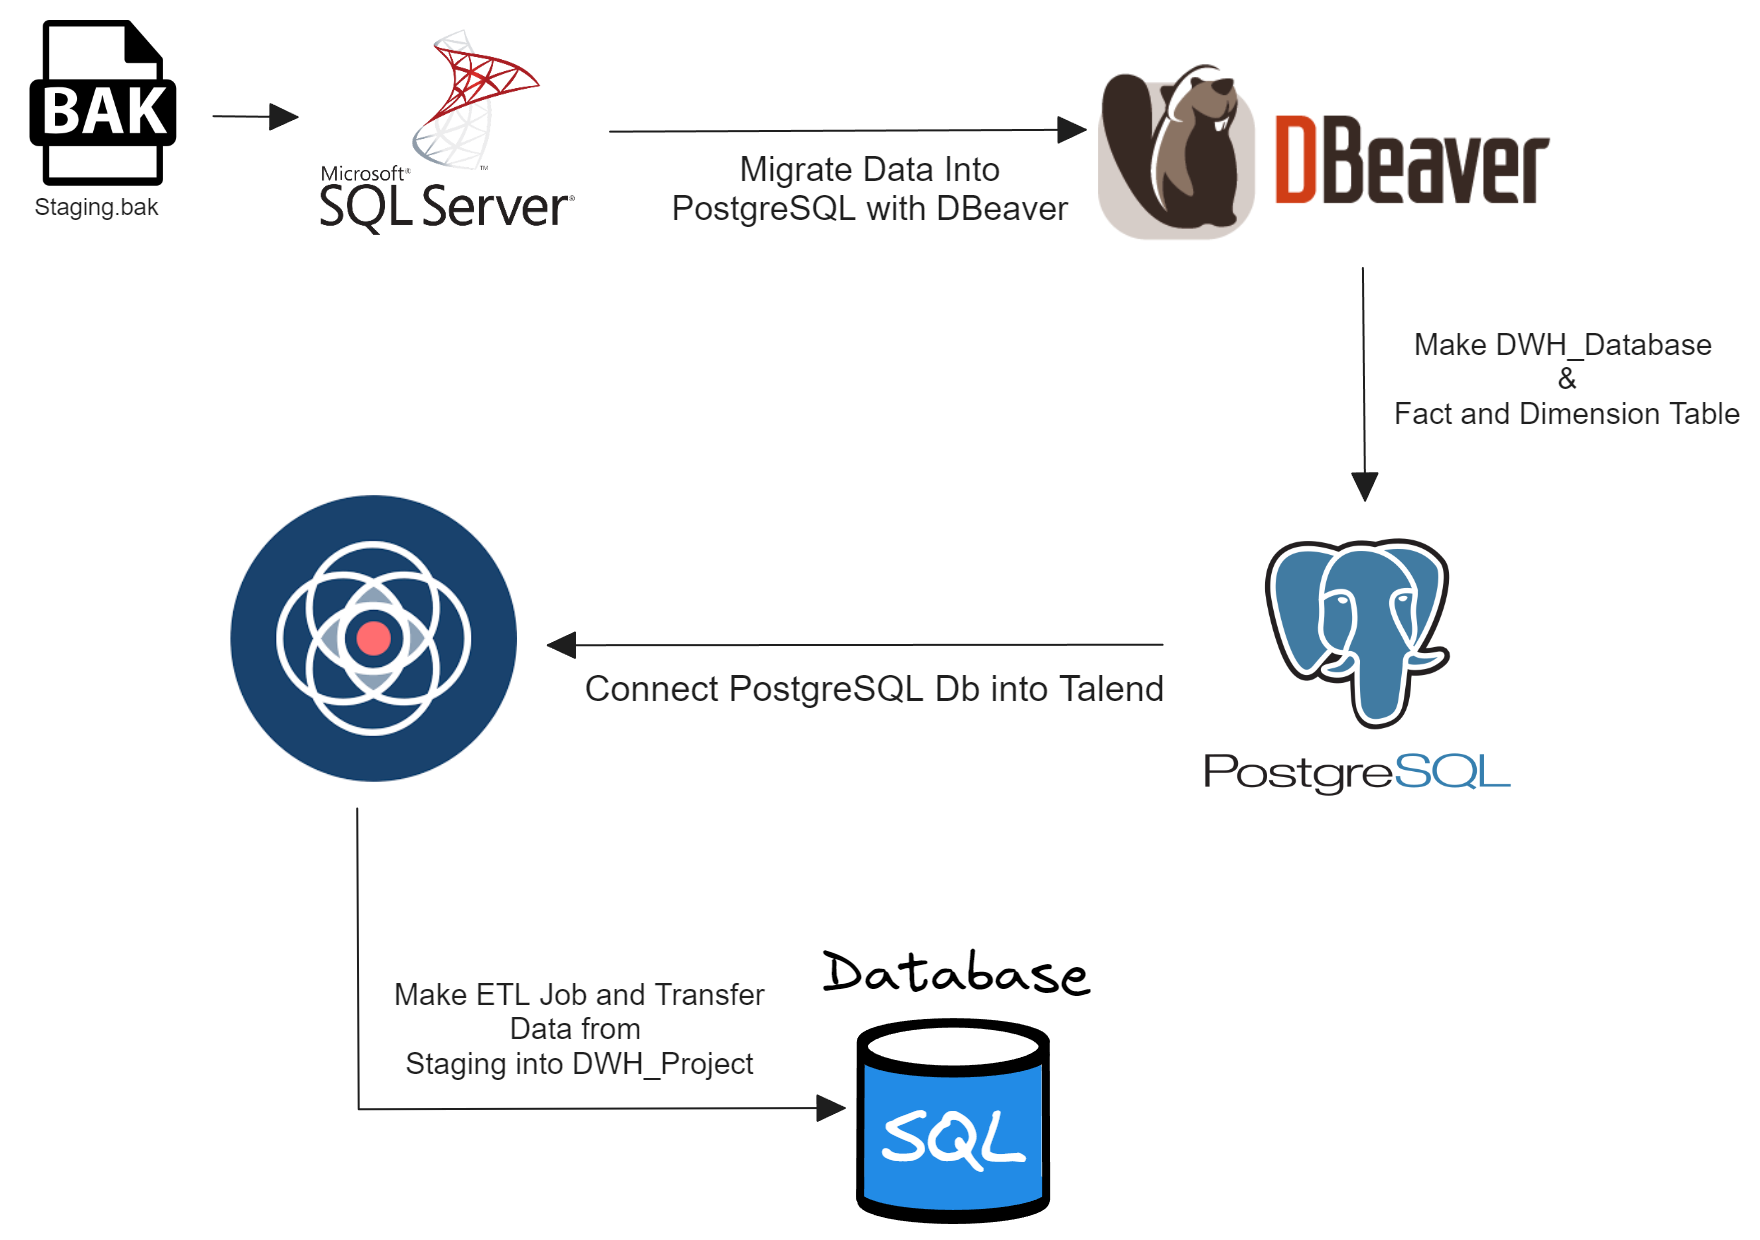 BAK
Staging.bak
Microsoft®
SQL Server®
™
Migrate Data Into
PostgreSQL with DBeaver
DBeaver
Make DWH_Database
&
Fact and Dimension Table
Connect PostgreSQL Db into Talend
PostgreSQL
Make ETL Job and Transfer
Data from
Staging into DWH_Project
Database
SQL